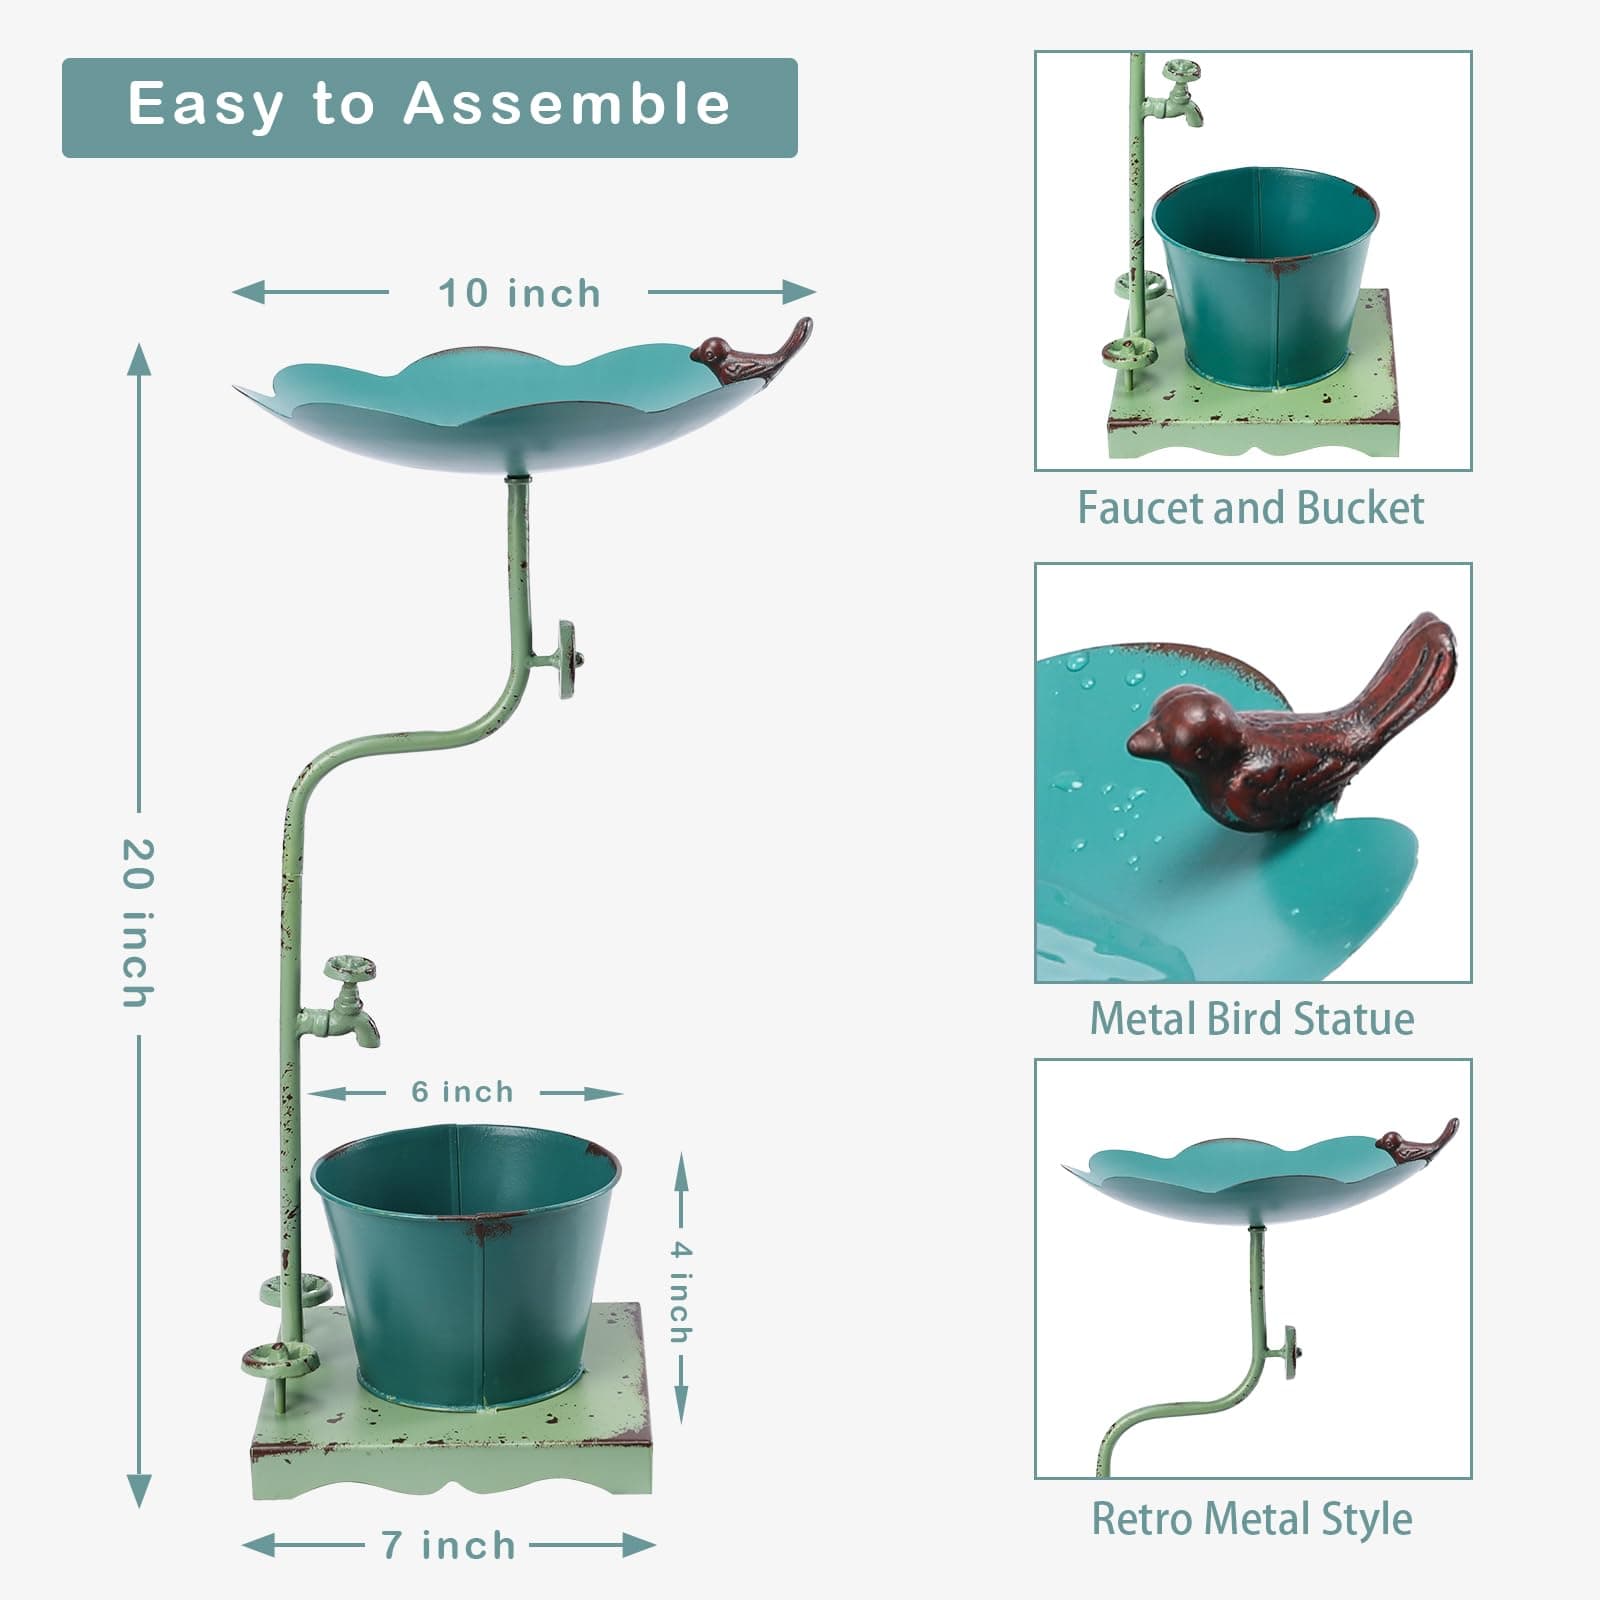 Easy to Assemble
10 inch
20 inch
6 inch
4 inch
7 inch
Faucet and Bucket
Metal Bird Statue
Retro Metal Style